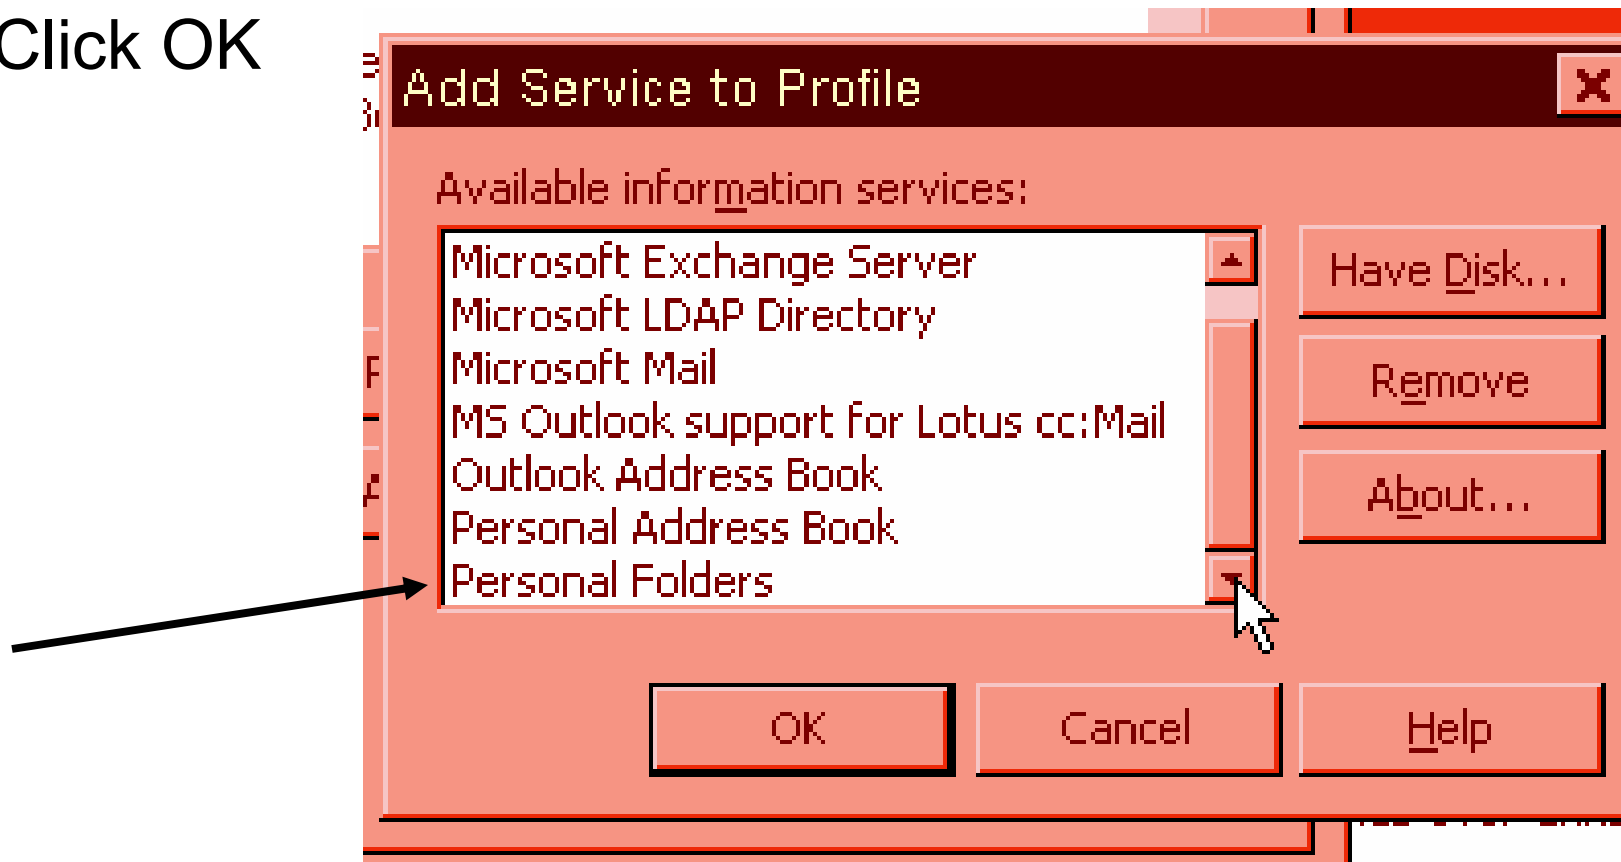 Click OK
Add Service to Profile
Available information services:
Microsoft Exchange Server
Microsoft LDAP Directory
Microsoft Mail
MS Outlook support for Lotus cc:Mail
Outlook Address Book
Personal Address Book
Personal Folders
Have Disk...
Remove
About...
OK
Cancel
Help